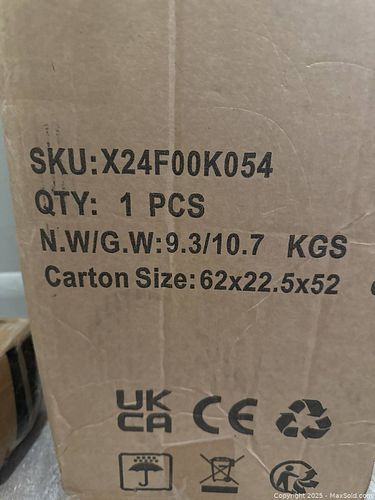 SKU:X24F00K054
QTY: 1 PCS
N.W/G.W:9.3/10.7 KGS
Carton Size:62x22.5x52
UK
CA CE
Copyright 2025 - MaxSold.com